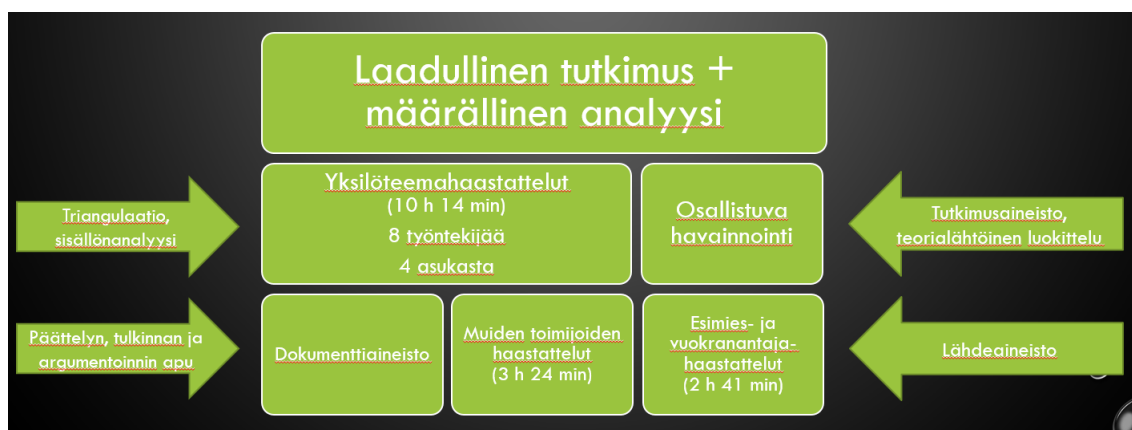 Laadullinen tutkimus +
määrällinen analyysi
Triangulaatio,
sisällönanalyysi
Yksilöteemahaastattelut
(10 h 14 min)
8 työntekijää
4 asukasta
Osallistuva
havainnointi
Tutkimusaineisto,
teorialähtöinen luokittelu
Päättelyn, tulkinnan ja
argumentoinnin apu
Dokumenttiaineisto
Muiden toimijoiden
haastattelut
(3 h 24 min)
Esimies- ja
vuokranantaja-
haastattelut
(2 h 41 min)
Lähdeaineisto